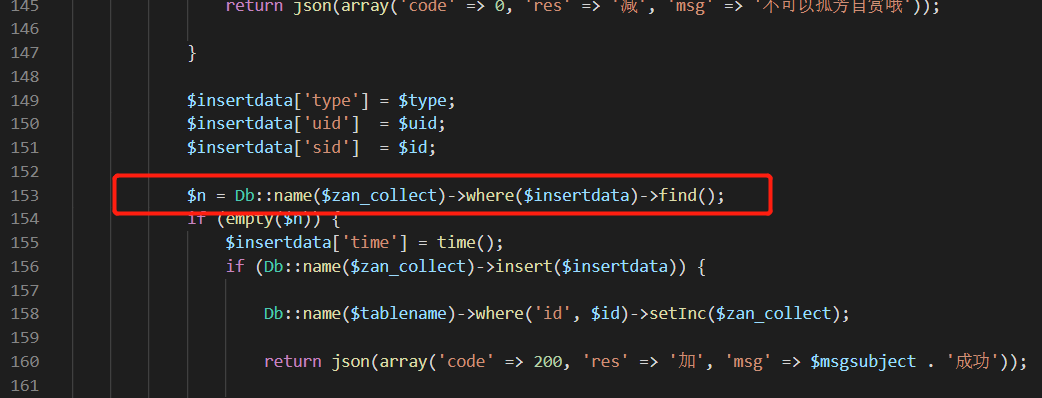 145 return json(array('code' => 0, 'res' => '减', 'msg' => '不可以孤芳自赏哦'));
146
147 }
148
149 $insertdata['type'] = $type;
150 $insertdata['uid']  = $uid;
151 $insertdata['sid']  = $id;
152
153 $n = Db::name($zan_collect)->where($insertdata)->find();
154 if (empty($n)) {
155 $insertdata['time'] = time();
156 if (Db::name($zan_collect)->insert($insertdata)) {
157
158 Db::name($tablename)->where('id', $id)->setInc($zan_collect);
159
160 return json(array('code' => 200, 'res' => '加', 'msg' => $msgsubject . '成功'));
161